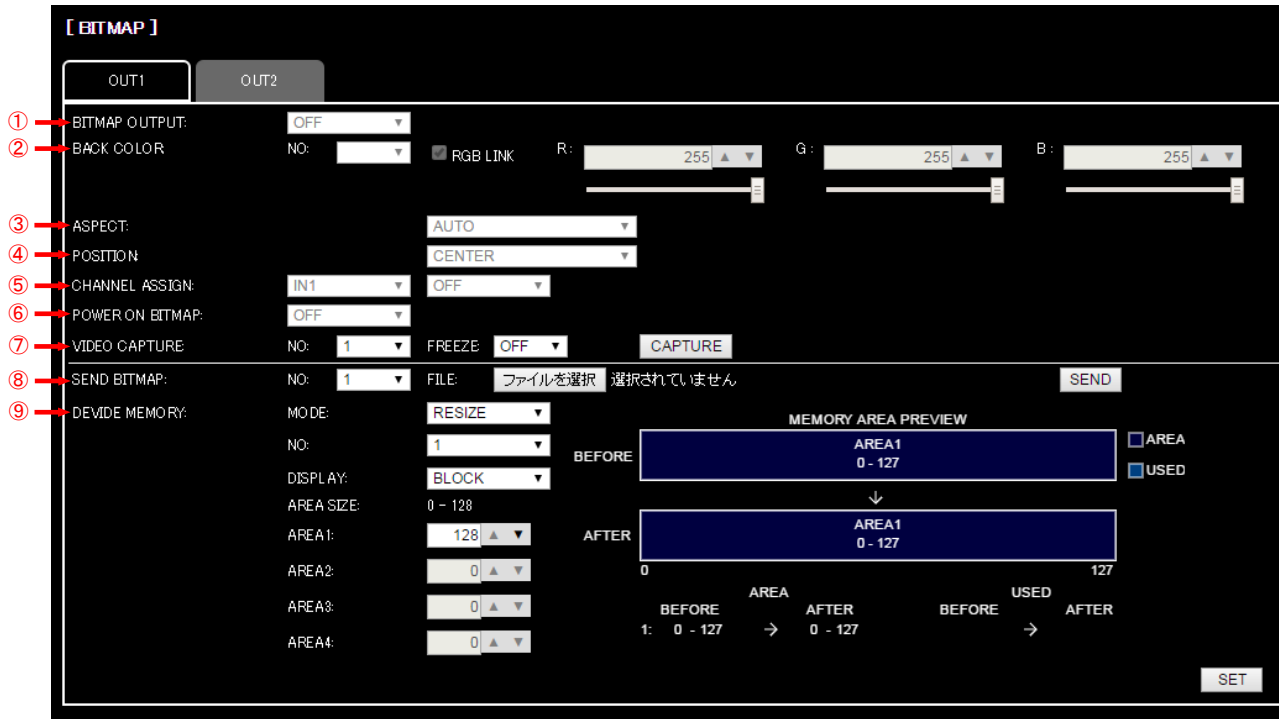 [ BITMAP ]
OUT1 OUT2
① BITMAP OUTPUT: OFF
② BACK COLOR NO: RGB LINK R: 255 G: 255 B: 255
③ ASPECT: AUTO
④ POSITION: CENTER
⑤ CHANNEL ASSIGN: IN1 OFF
⑥ POWER ON BITMAP: OFF
⑦ VIDEO CAPTURE: NO: 1 FREEZE: OFF CAPTURE
⑧ SEND BITMAP: NO: 1 FILE: ファイルを選択 選択されていません SEND
⑨ DEVIDE MEMORY: MODE: RESIZE
MEMORY AREA PREVIEW
NO: 1
BEFORE AREA1
0 - 127
AREA
USED
DISPLAY: BLOCK
AREA SIZE: 0 - 128
↓
AREA1: 128
AFTER AREA1
0 - 127
AREA2: 0
0 127
AREA USED
AREA3: 0
BEFORE AFTER BEFORE AFTER
1: 0 - 127 → 0 - 127 →
AREA4: 0
SET